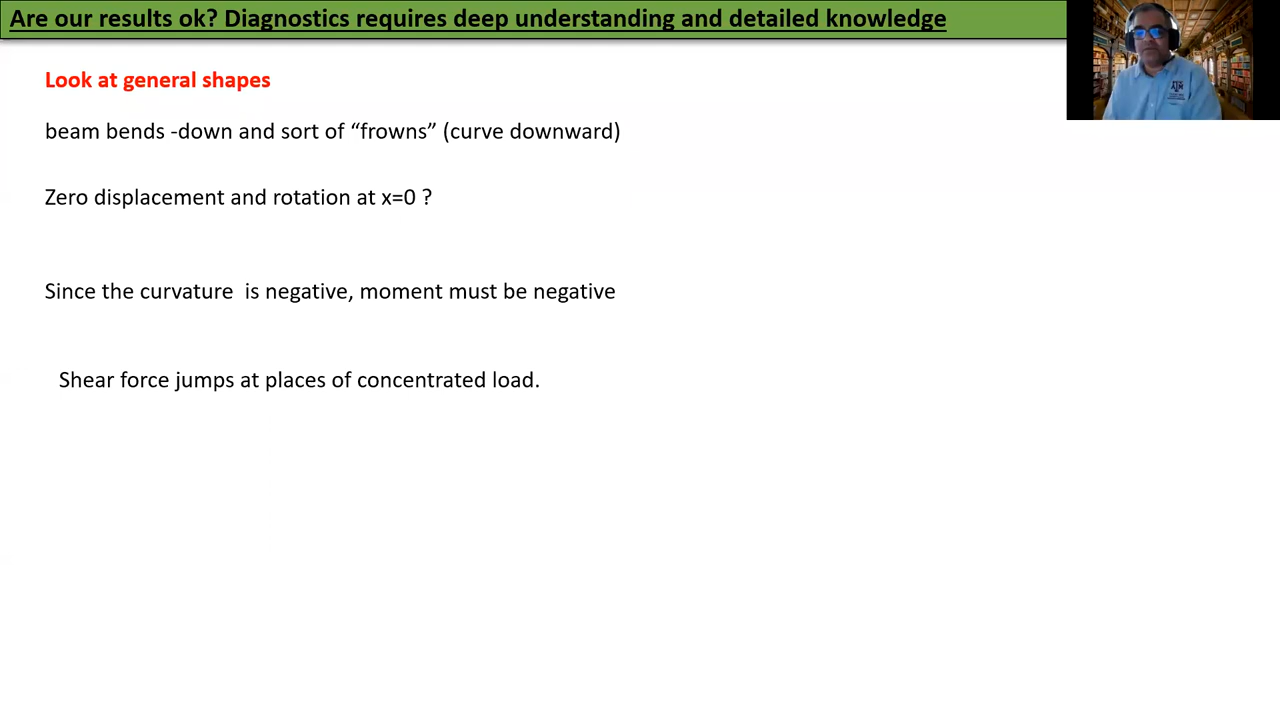 Are our results ok? Diagnostics requires deep understanding and detailed knowledge
Look at general shapes
beam bends -down and sort of “frowns” (curve downward)
Zero displacement and rotation at x=0 ?
Since the curvature  is negative, moment must be negative
Shear force jumps at places of concentrated load.